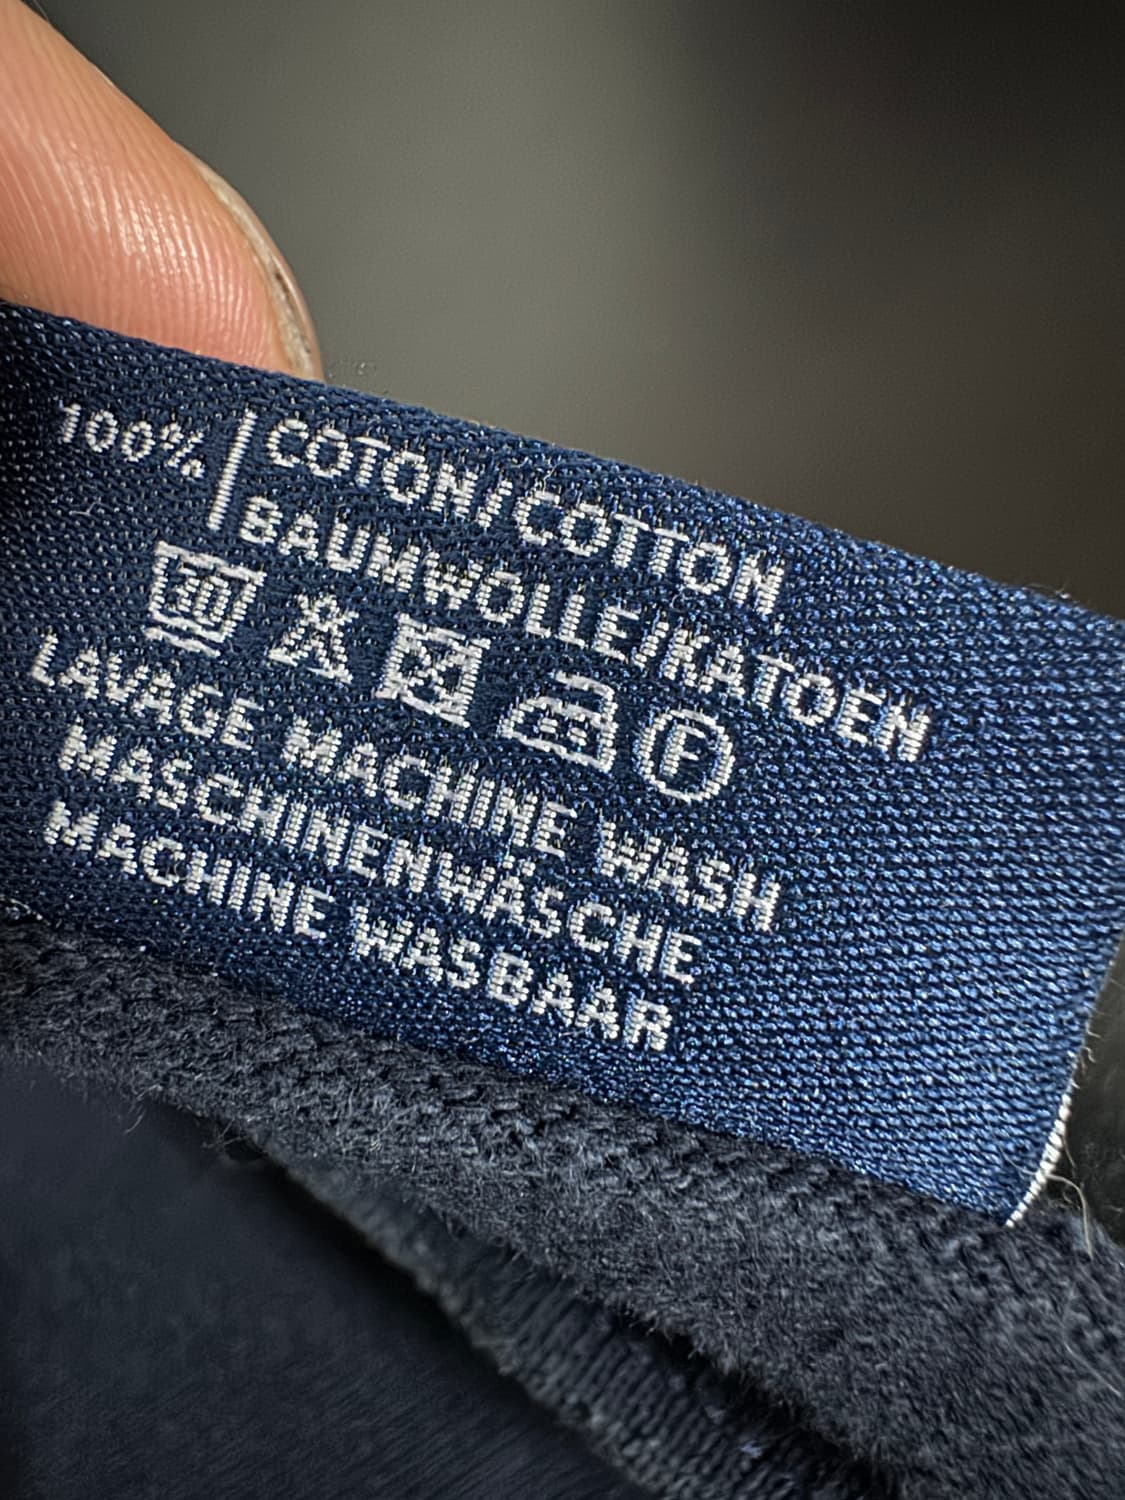 100% COTON/COTTON
BAUMWOLLE/KATOEN
30 F
LAVAGE MACHINE WASH
MASCHINENWÄSCHE
MACHINE WASBAAR